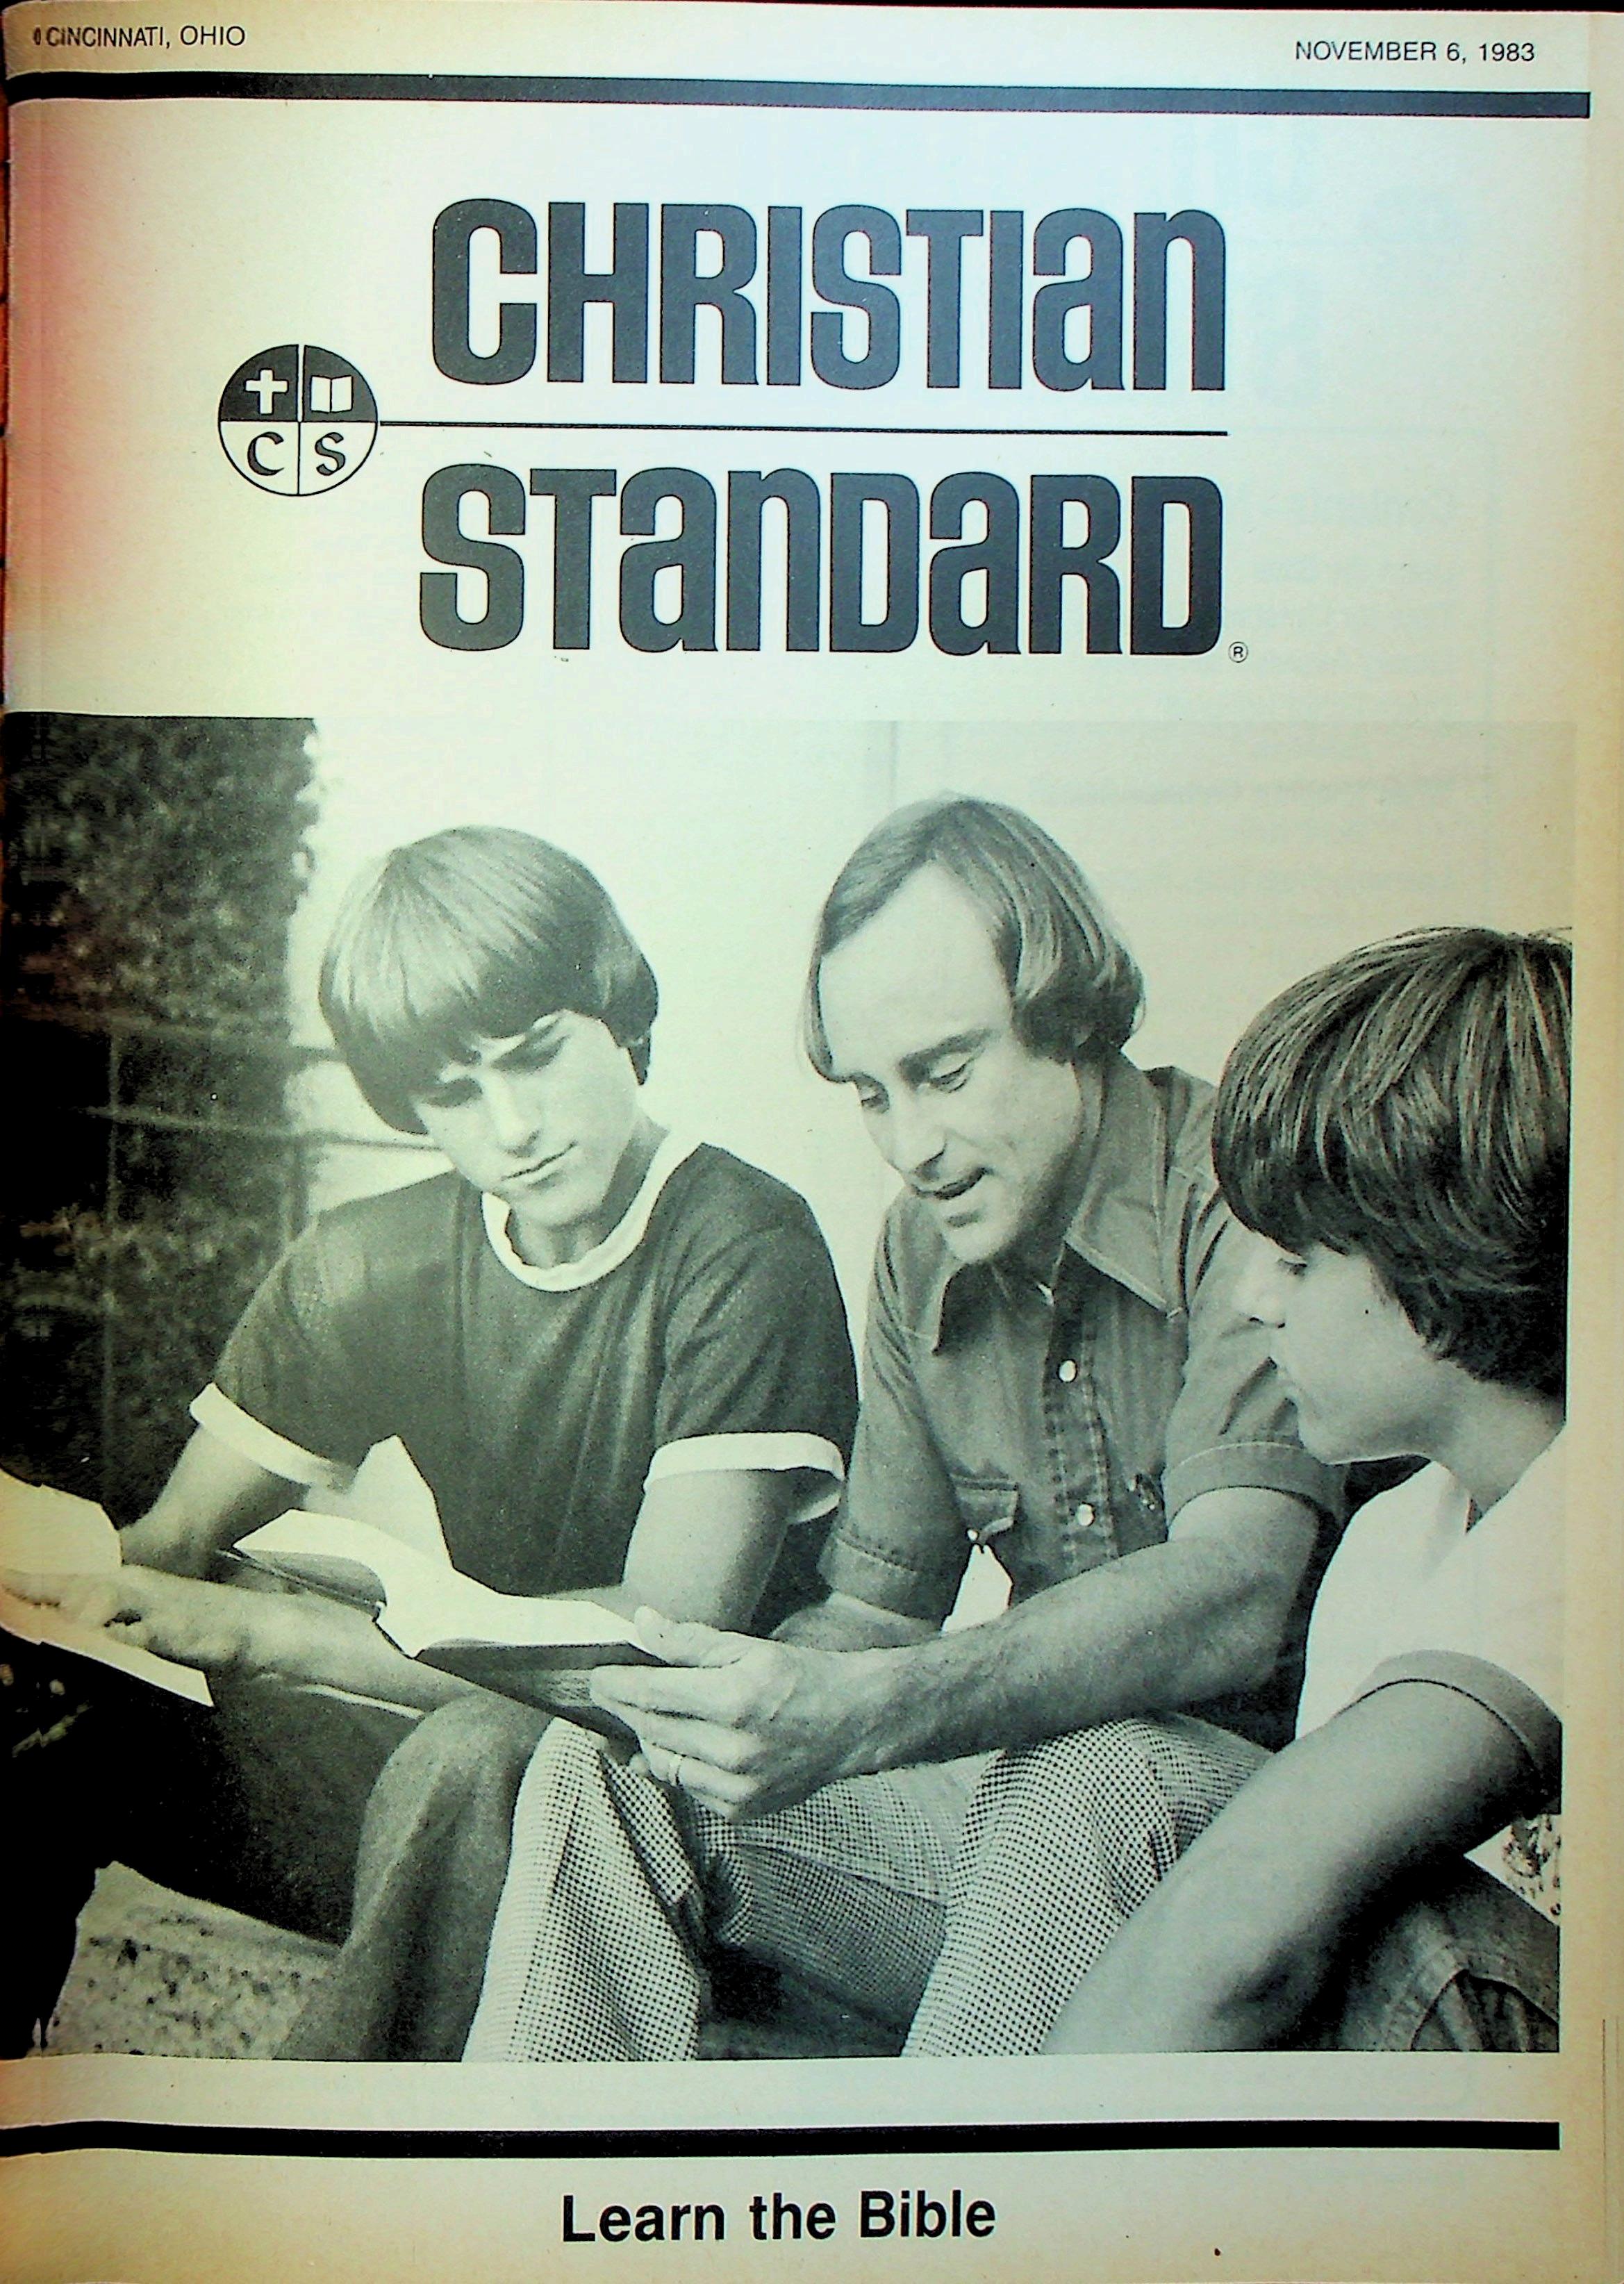 CINCINNATI, OHIO
NOVEMBER 6, 1983
CHRISTIan
C S
STanDaRD®
Learn the Bible